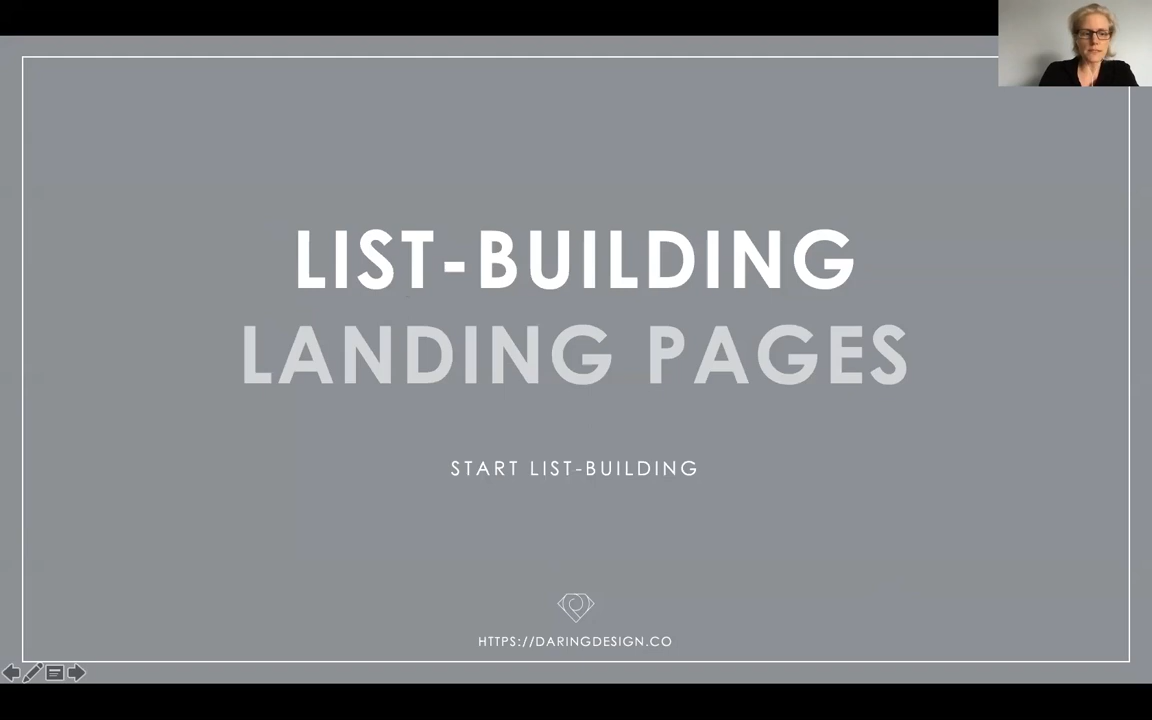 LIST-BUILDING
LANDING PAGES
START LIST-BUILDING
HTTPS://DARINGDESIGN.CO